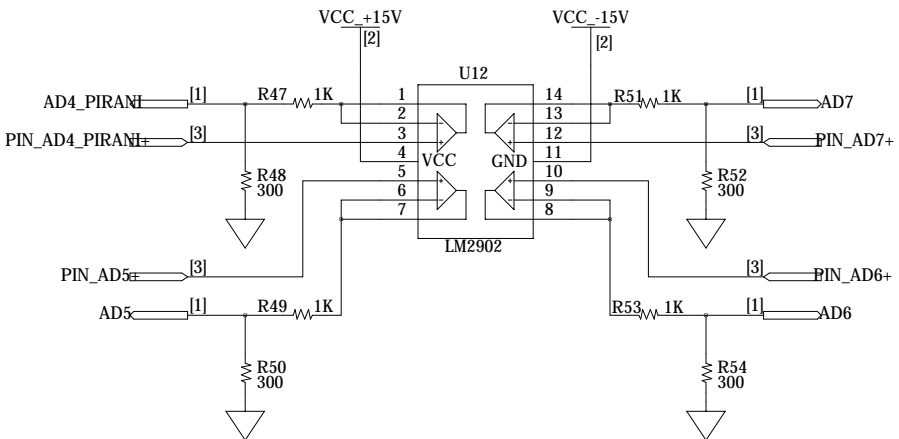 VCC_+15V
[2]
VCC_-15V
[2]
U12
AD4_PIRANI
[1]
R47
1K
1
2
3
4
5
6
7
14
13
12
11
10
9
8
R51
1K
[1]
AD7
PIN_AD4_PIRANI+
[3]
[3]
PIN_AD7+
VCC
GND
R48
300
R52
300
LM2902
PIN_AD5+
[3]
[3]
PIN_AD6+
AD5
[1]
R49
1K
R53
1K
[1]
AD6
R50
300
R54
300